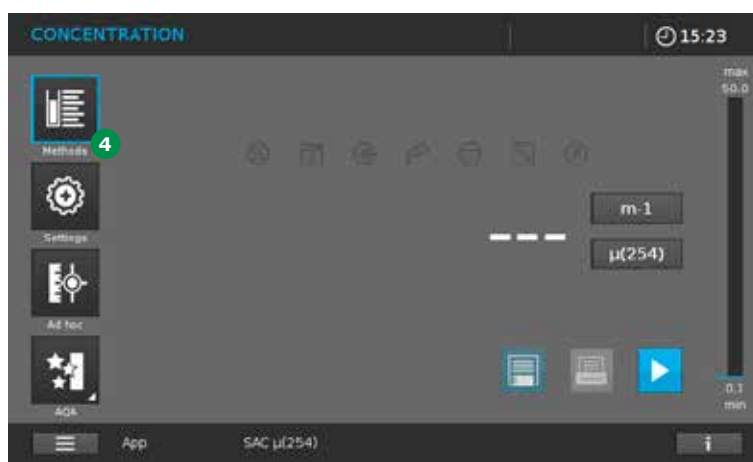 CONCENTRATION
15:23
max
50.0
Methods
4
Settings
m-1
μ(254)
Ad hoc
AQA
0.1
min
App
SAC μ(254)
i